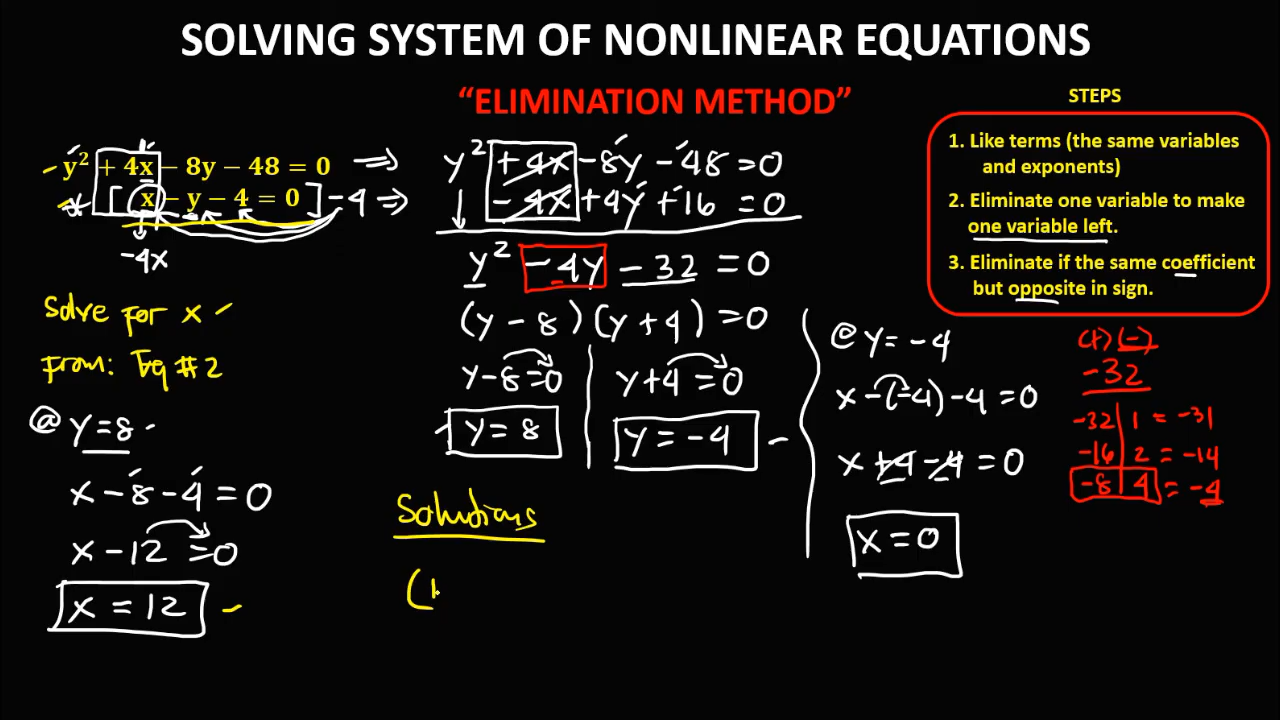 SOLVING SYSTEM OF NONLINEAR EQUATIONS
“ELIMINATION METHOD”
y² + 4x − 8y − 48 = 0 ⇒
[ x − y − 4 = 0 ] −4 ⇒
−4x
Solve for x
From: Eq #2
@ y = 8
x − 8 − 4 = 0
x − 12 = 0
x = 12
y² + 4x − 8y − 48 = 0
− 4x + 4y + 16 = 0
y² − 4y − 32 = 0
(y − 8)(y + 4) = 0
y − 8 = 0
y = 8
y + 4 = 0
y = −4
Solutions
(1
@ y = −4
x − (−4) − 4 = 0
x + 4 − 4 = 0
x = 0
STEPS
1. Like terms (the same variables
and exponents)
2. Eliminate one variable to make
one variable left.
3. Eliminate if the same coefficient
but opposite in sign.
(+)(−)
−32
−32 | 1 = −31
−16 | 2 = −14
−8 | 4 = −4